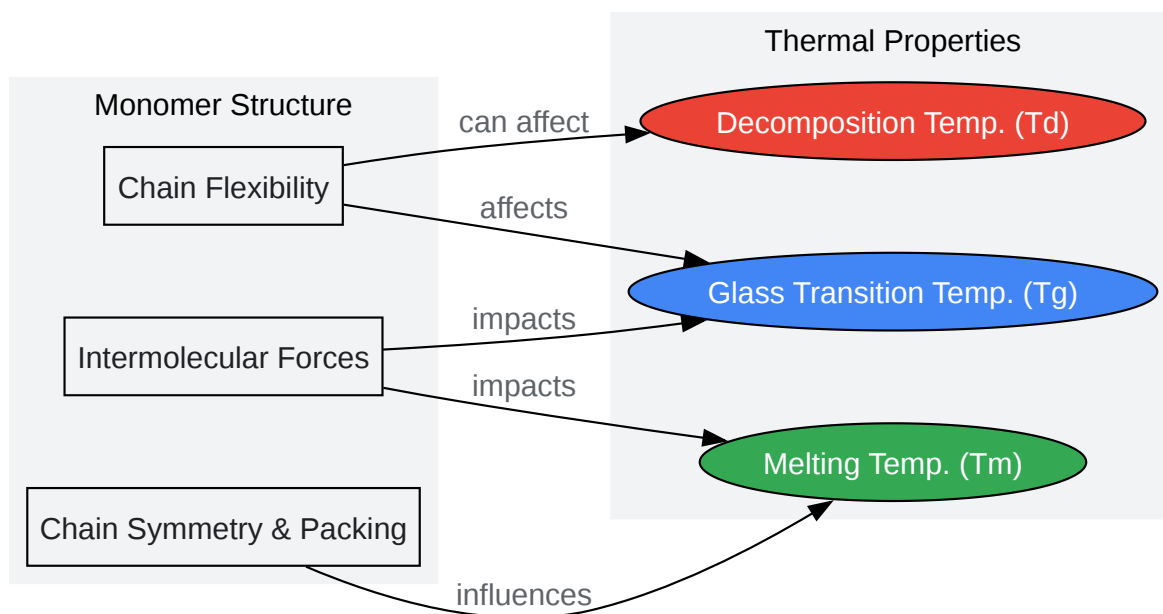 Thermal Properties
Monomer Structure
can affect
Decomposition Temp. (Td)
Chain Flexibility
affects
Glass Transition Temp. (Tg)
impacts
Intermolecular Forces
impacts
Melting Temp. (Tm)
Chain Symmetry & Packing
influences